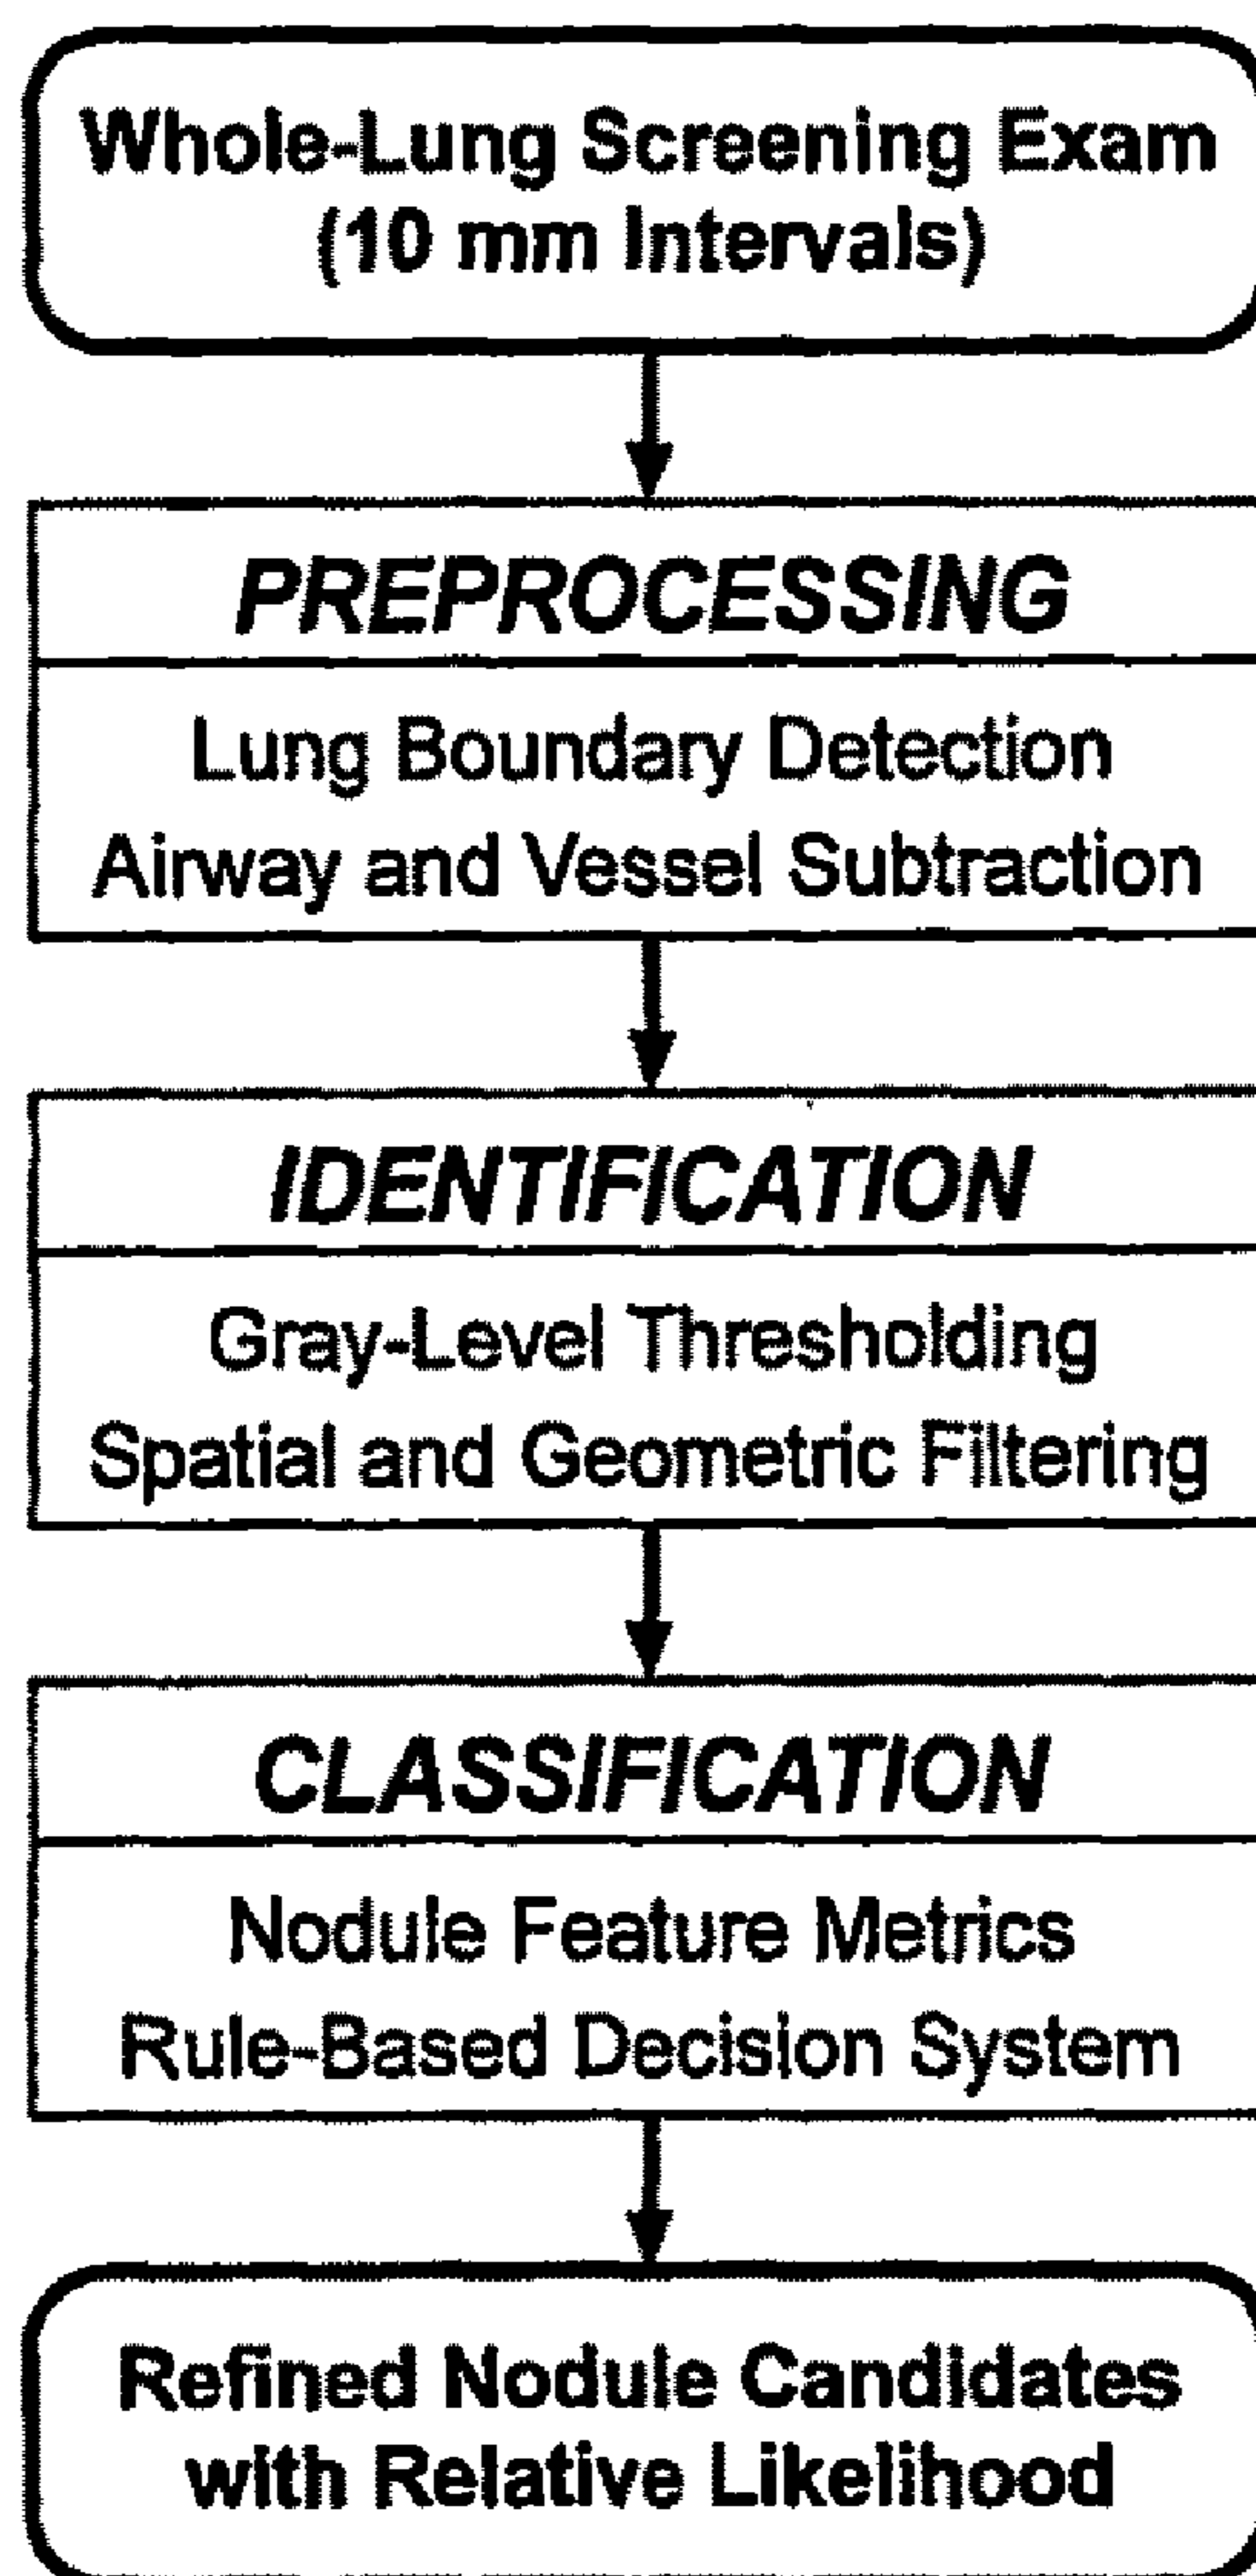 Whole-Lung Screening Exam
(10 mm Intervals)
PREPROCESSING
Lung Boundary Detection
Airway and Vessel Subtraction
IDENTIFICATION
Gray-Level Thresholding
Spatial and Geometric Filtering
CLASSIFICATION
Nodule Feature Metrics
Rule-Based Decision System
Refined Nodule Candidates
with Relative Likelihood